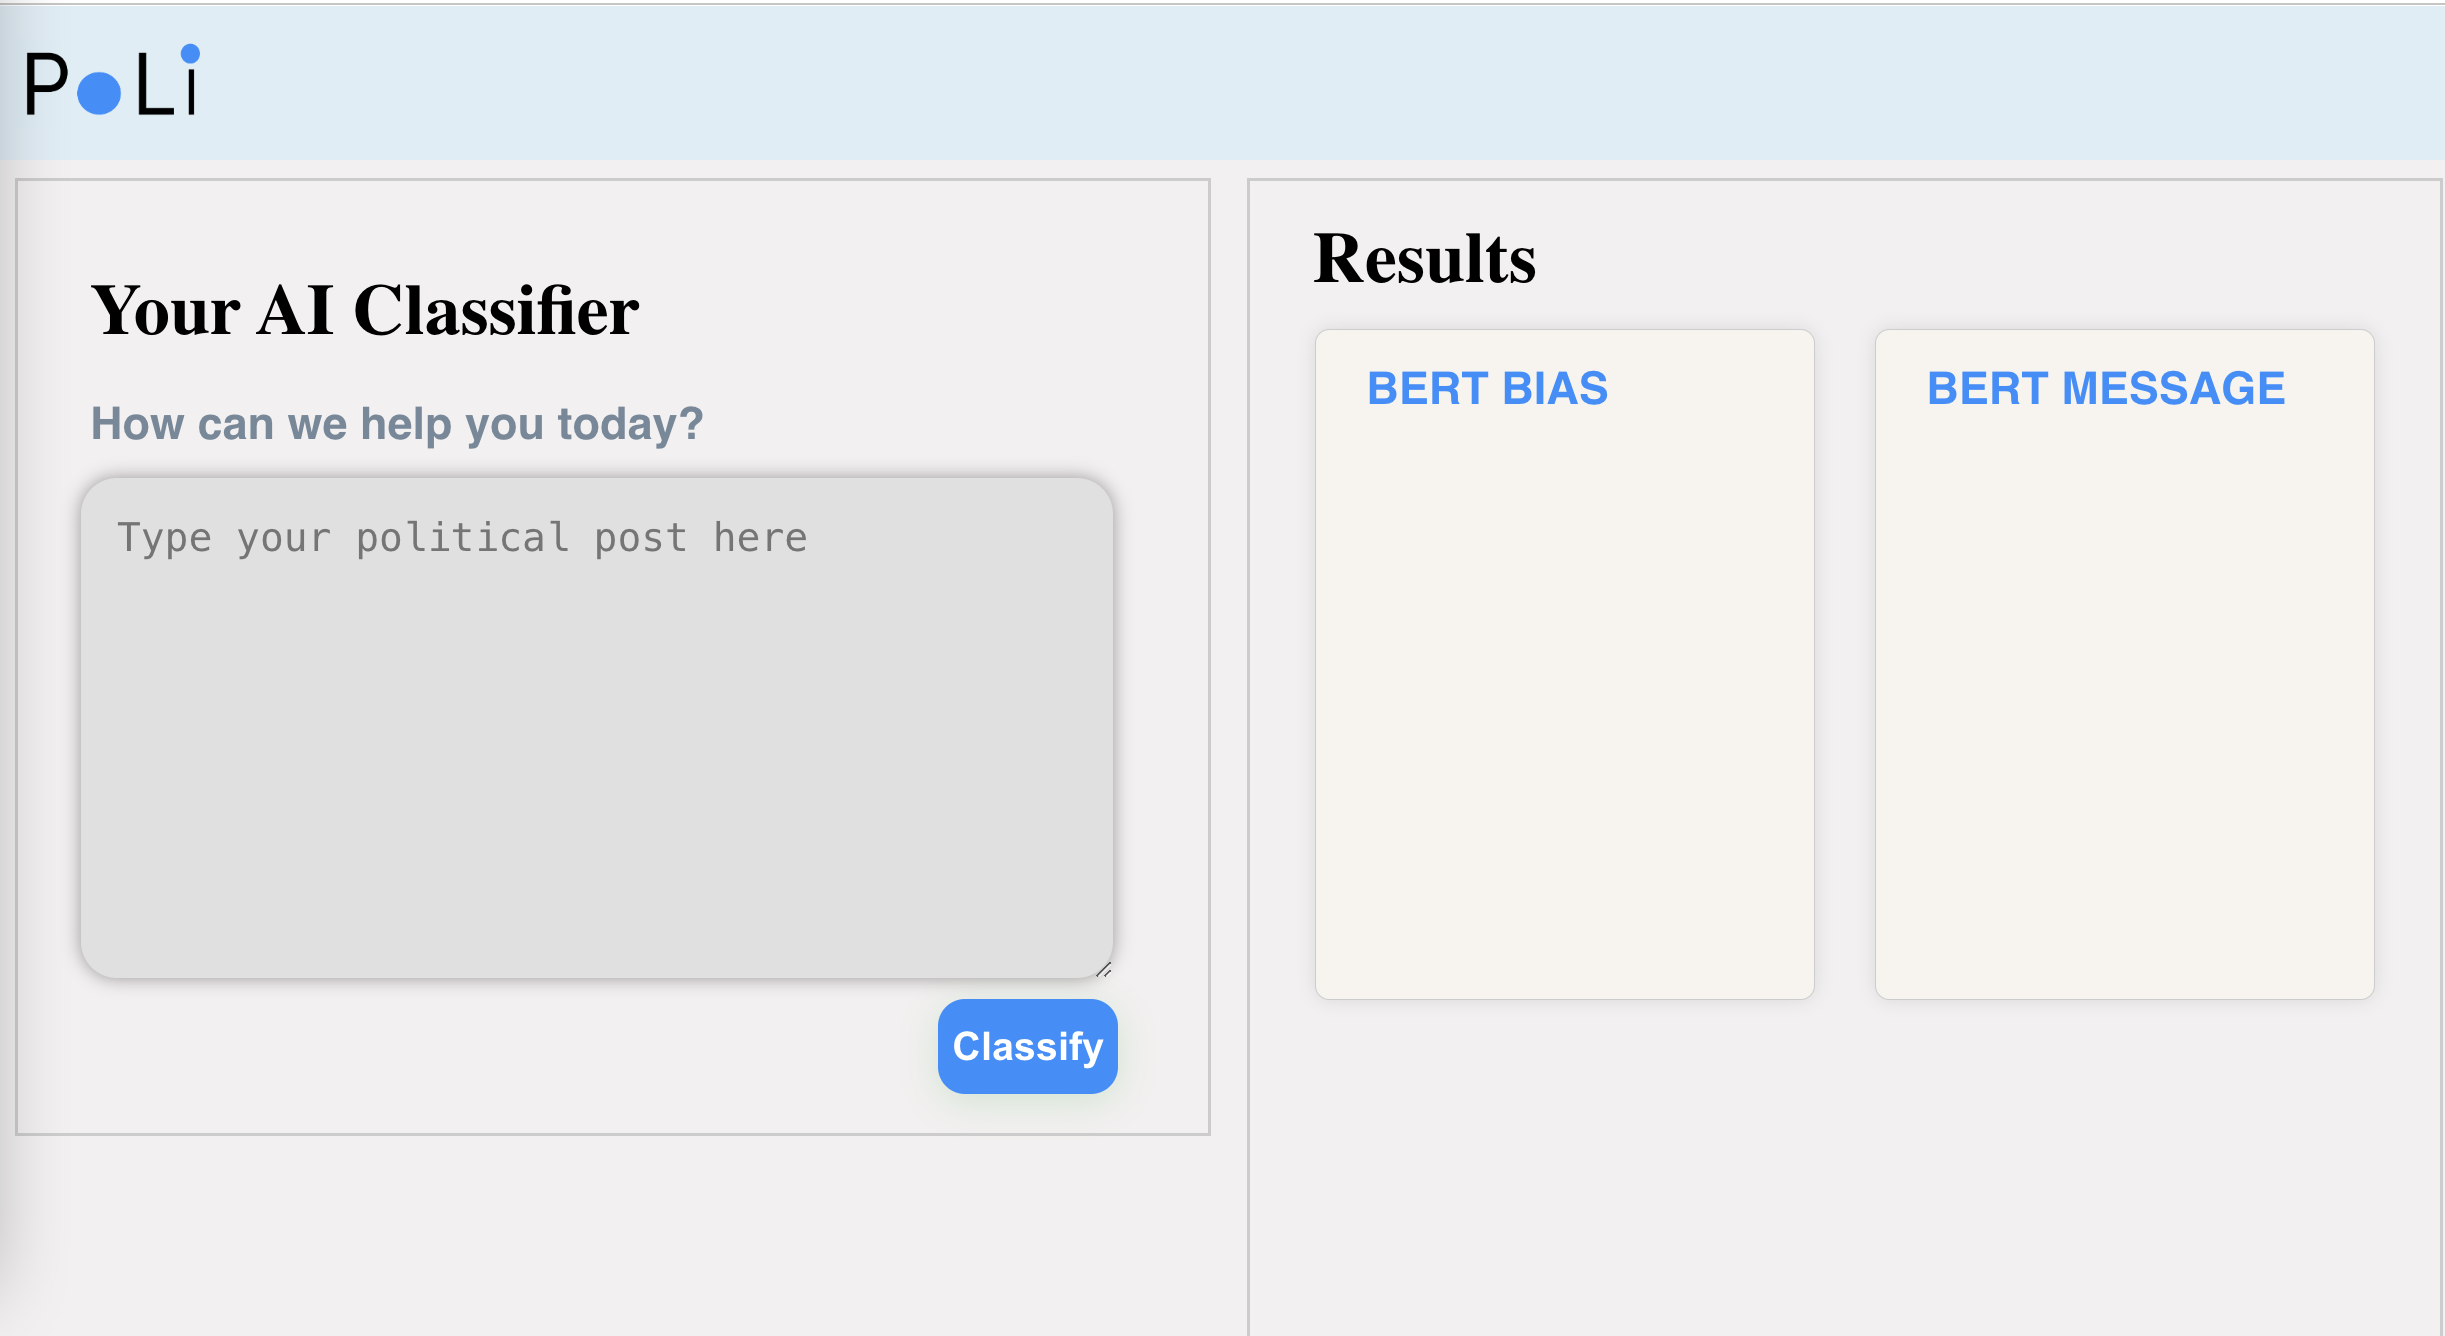 PoLi
Your AI Classifier
How can we help you today?
Type your political post here
Classify
Results
BERT BIAS
BERT MESSAGE